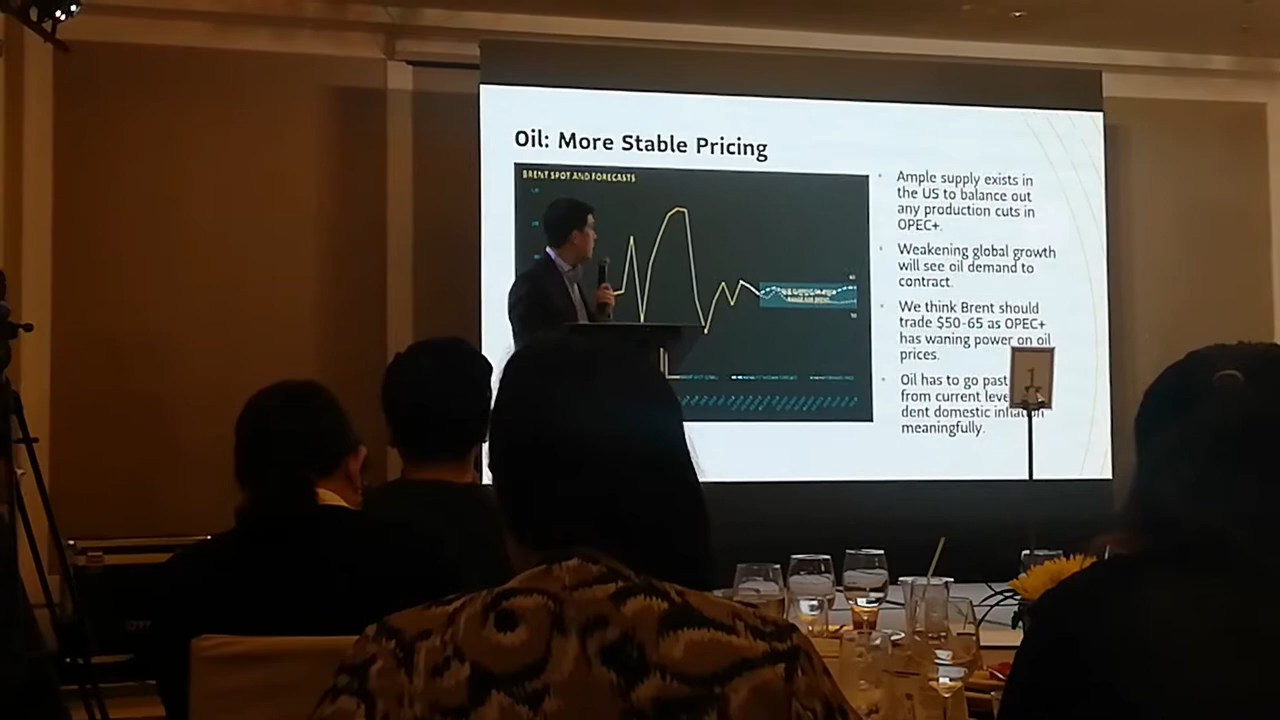 Oil: More Stable Pricing
BRENT SPOT AND FORECASTS
Ample supply exists in
the US to balance out
any production cuts in
OPEC+.
Weakening global growth
will see oil demand to
contract.
We think Brent should
trade $50-65 as OPEC+
has waning power on oil
prices.
Oil has to go past
from current
dent domestic inflation
meaningfully.
1